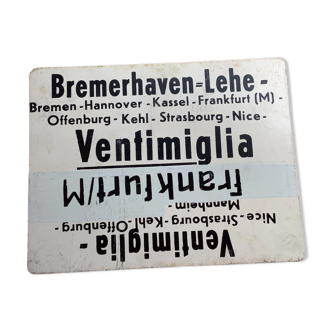 Bremerhaven-Lehe -
Bremen - Hannover - Kassel - Frankfurt (M) -
Offenburg - Kehl - Strasbourg - Nice -
Ventimiglia
Ventimiglia -
Nice - Strasbourg - Kehl - Offenburg -
Mannheim -
Frankfurt/M